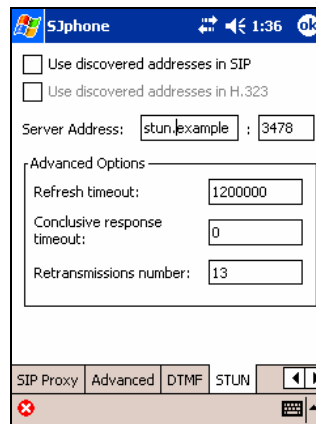 SJphone 1:36 ok
Use discovered addresses in SIP
Use discovered addresses in H.323
Server Address: stun.example : 3478
Advanced Options
Refresh timeout: 1200000
Conclusive response
timeout: 0
Retransmissions number: 13
SIP Proxy Advanced DTMF STUN